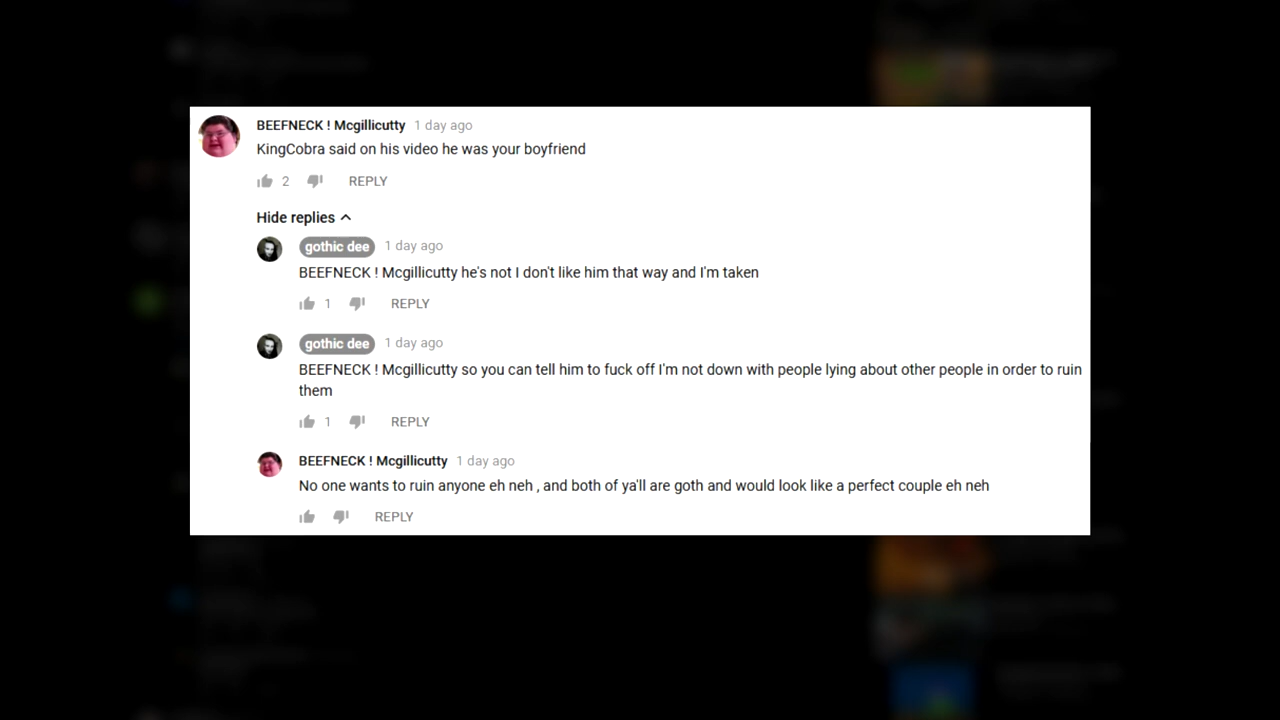 BEEFNECK ! Mcgillicutty 1 day ago
KingCobra said on his video he was your boyfriend
2 REPLY
Hide replies
gothic dee 1 day ago
BEEFNECK ! Mcgillicutty he's not I don't like him that way and I'm taken
1 REPLY
gothic dee 1 day ago
BEEFNECK ! Mcgillicutty so you can tell him to fuck off I'm not down with people lying about other people in order to ruin
them
1 REPLY
BEEFNECK ! Mcgillicutty 1 day ago
No one wants to ruin anyone eh neh , and both of ya'll are goth and would look like a perfect couple eh neh
REPLY